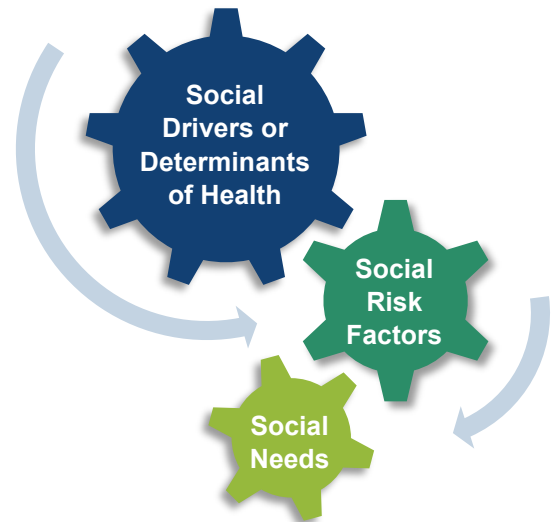 Social
Drivers or
Determinants
of Health
Social
Risk
Factors
Social
Needs